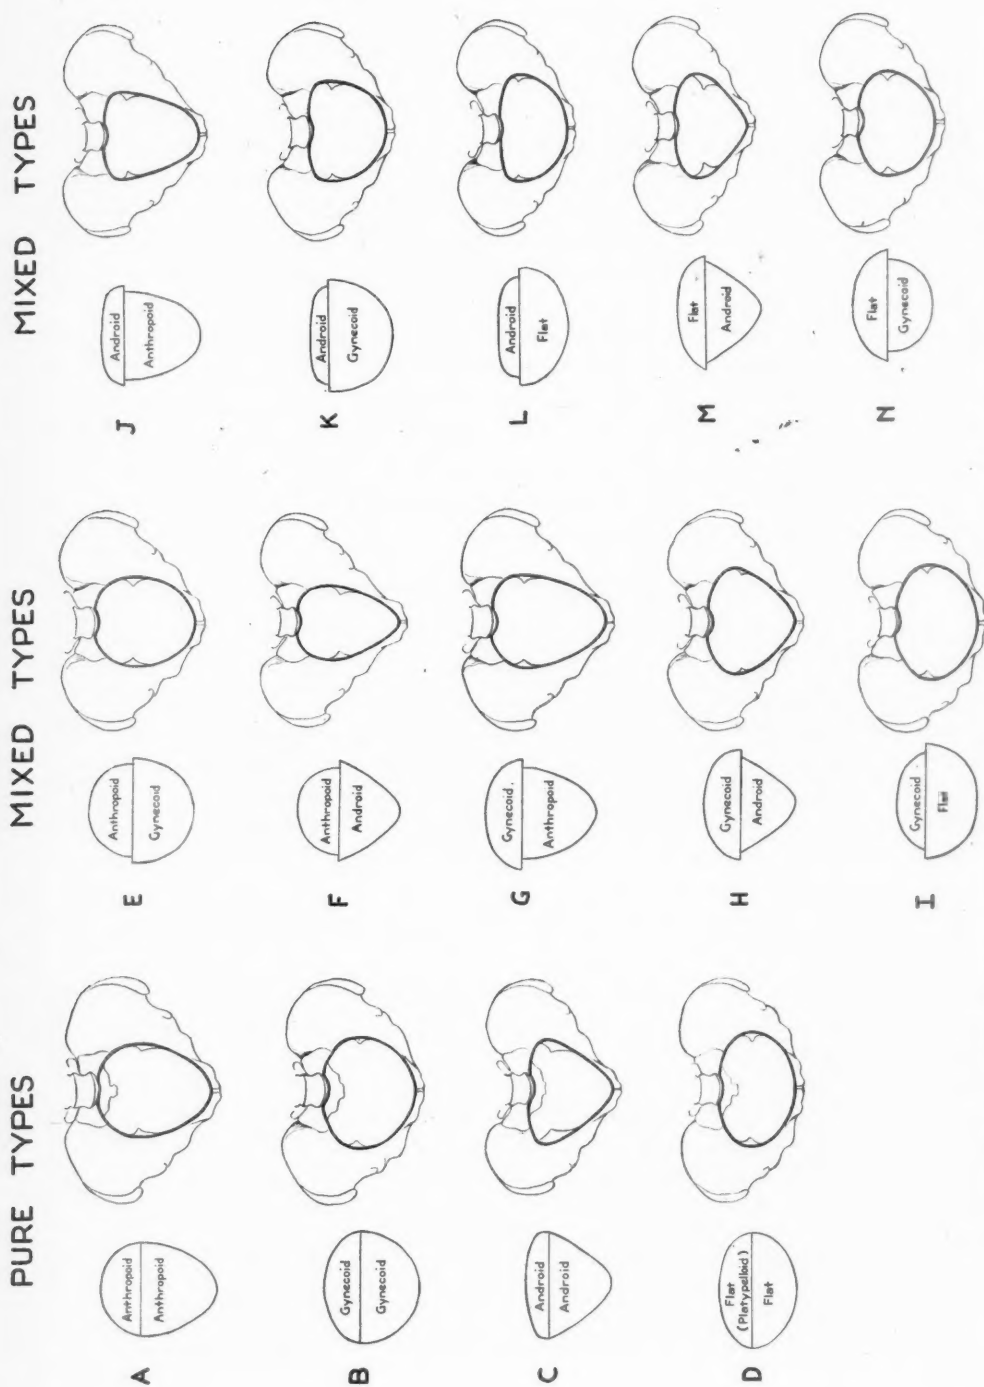 PURE TYPES
A
Anthropoid
Anthropoid
B
Gynecoid
Gynecoid
C
Android
Android
D
Flat
(Platypelloid)
Flat
MIXED TYPES
E
Anthropoid
Gynecoid
F
Anthropoid
Android
G
Gynecoid
Anthropoid
H
Gynecoid
Android
I
Gynecoid
Flat
MIXED TYPES
J
Android
Anthropoid
K
Android
Gynecoid
L
Android
Flat
M
Flat
Android
N
Flat
Gynecoid